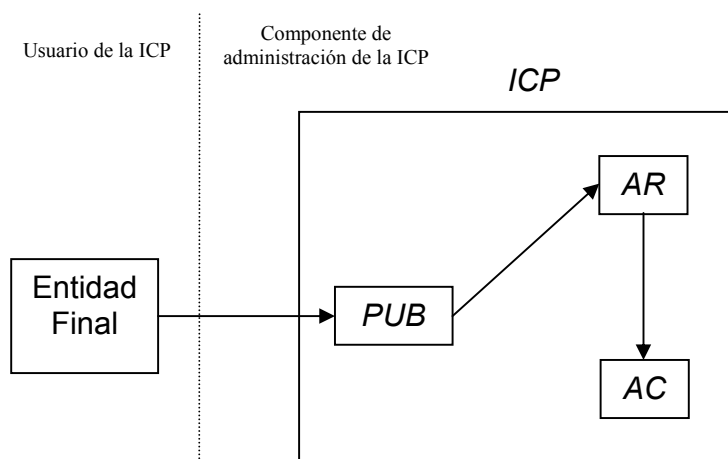 Usuario de la ICP
Componente de
administración de la ICP
ICP
AR
Entidad
Final
PUB
AC